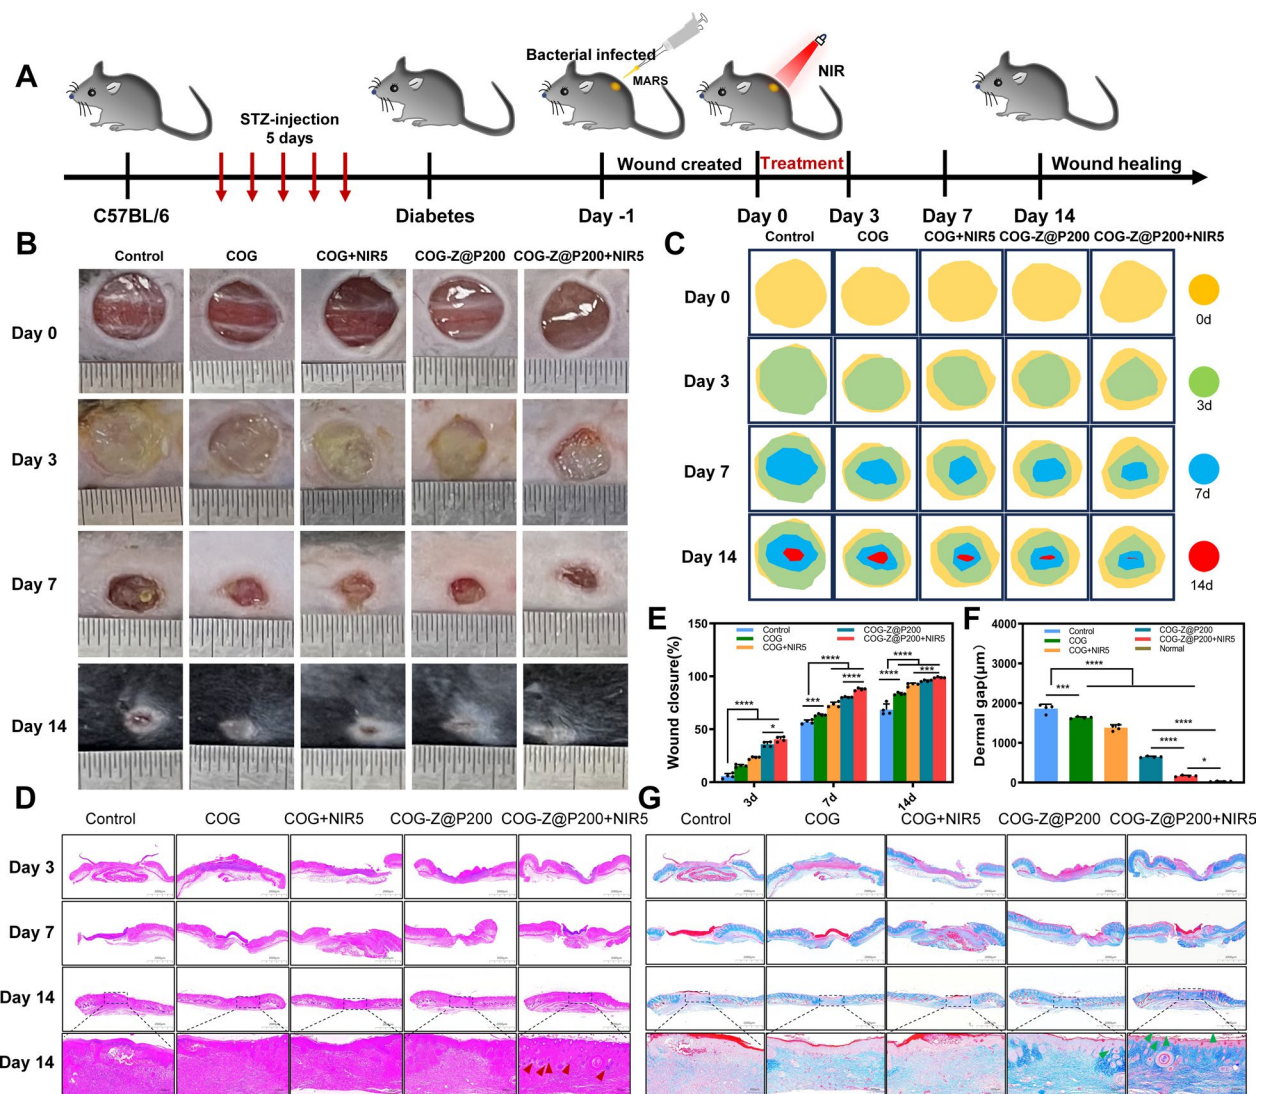 A
Bacterial infected
MARS
NIR
STZ-injection
5 days
Wound created
Treatment
Wound healing
C57BL/6
Diabetes
Day -1
Day 0
Day 3
Day 7
Day 14
B
Control
COG
COG+NIR5
COG-Z@P200
COG-Z@P200+NIR5
Day 0
Day 3
Day 7
Day 14
C
Control
COG
COG+NIR5
COG-Z@P200
COG-Z@P200+NIR5
Day 0
0d
Day 3
3d
Day 7
7d
Day 14
14d
E
Wound closure(%)
150
100
50
0
Control
COG
COG+NIR5
COG-Z@P200
COG-Z@P200+NIR5
****
*
****
***
****
****
****
***
3d
7d
14d
F
Dermal gap(μm)
4000
3000
2000
1000
0
Control
COG
COG+NIR5
COG-Z@P200
COG-Z@P200+NIR5
Normal
****
***
****
****
*
D
Control
COG
COG+NIR5
COG-Z@P200
COG-Z@P200+NIR5
Day 3
Day 7
Day 14
Day 14
G
Control
COG
COG+NIR5
COG-Z@P200
COG-Z@P200+NIR5